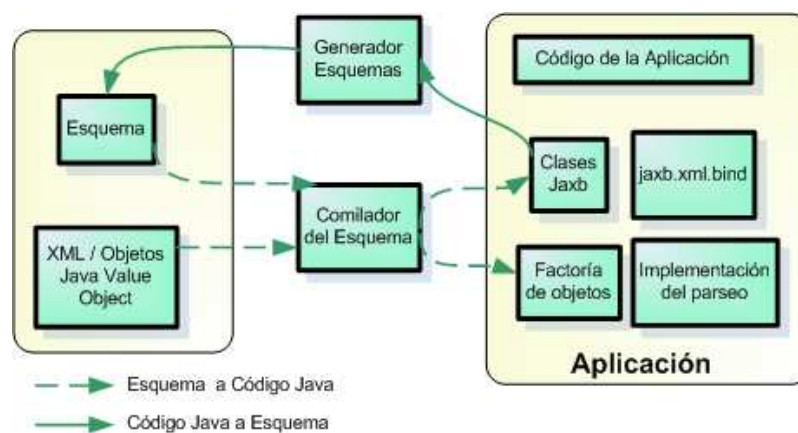 Generador
Esquemas
Código de la Aplicación
Esquema
Clases
Jaxb
jaxb.xml.bind
Comilador
del Esquema
XML / Objetos
Java Value
Object
Factoría
de objetos
Implementación
del parseo
Aplicación
Esquema a Código Java
Código Java a Esquema